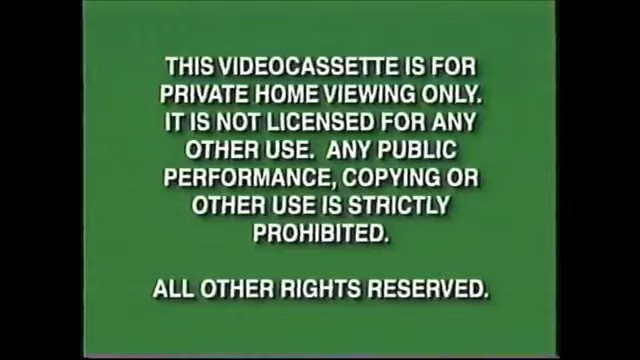 THIS VIDEOCASSETTE IS FOR
PRIVATE HOME VIEWING ONLY.
IT IS NOT LICENSED FOR ANY
OTHER USE.  ANY PUBLIC
PERFORMANCE, COPYING OR
OTHER USE IS STRICTLY
PROHIBITED.
ALL OTHER RIGHTS RESERVED.